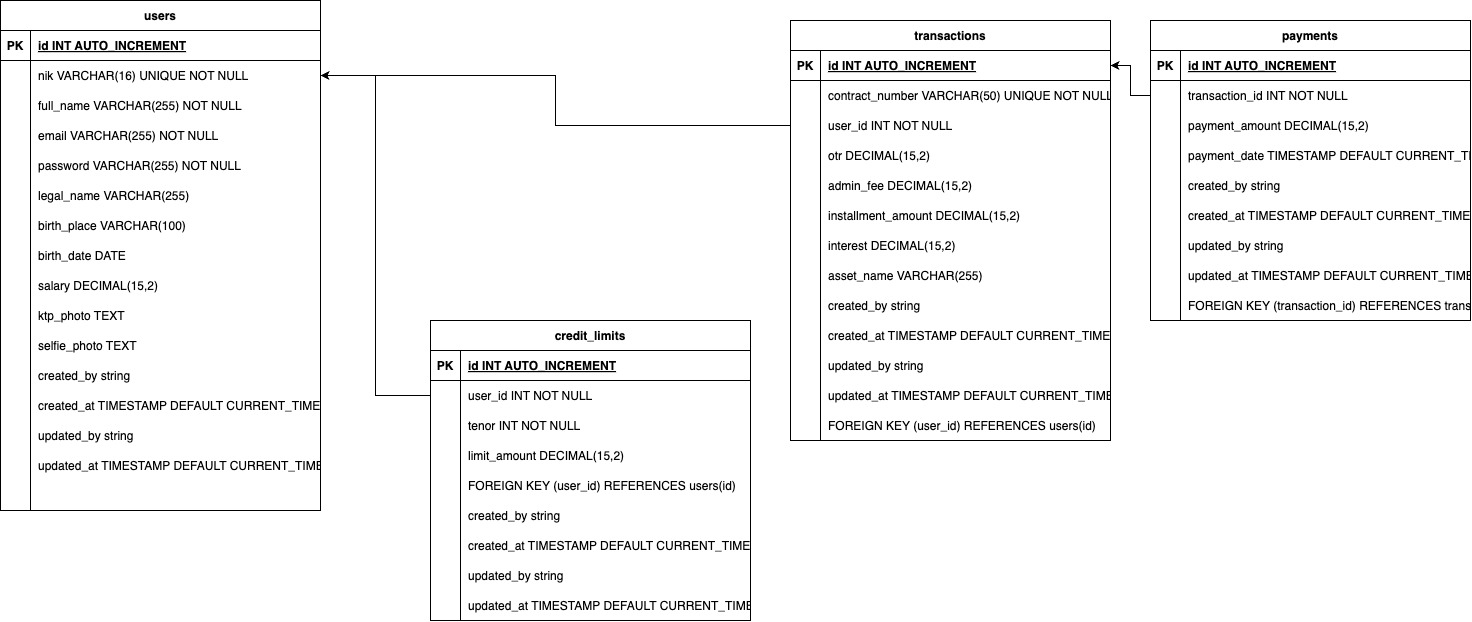 users
PK id INT AUTO_INCREMENT
nik VARCHAR(16) UNIQUE NOT NULL
full_name VARCHAR(255) NOT NULL
email VARCHAR(255) NOT NULL
password VARCHAR(255) NOT NULL
legal_name VARCHAR(255)
birth_place VARCHAR(100)
birth_date DATE
salary DECIMAL(15,2)
ktp_photo TEXT
selfie_photo TEXT
created_by string
created_at TIMESTAMP DEFAULT CURRENT_TIME
updated_by string
updated_at TIMESTAMP DEFAULT CURRENT_TIME
credit_limits
PK id INT AUTO_INCREMENT
user_id INT NOT NULL
tenor INT NOT NULL
limit_amount DECIMAL(15,2)
FOREIGN KEY (user_id) REFERENCES users(id)
created_by string
created_at TIMESTAMP DEFAULT CURRENT_TIME
updated_by string
updated_at TIMESTAMP DEFAULT CURRENT_TIME
transactions
PK id INT AUTO_INCREMENT
contract_number VARCHAR(50) UNIQUE NOT NULL
user_id INT NOT NULL
otr DECIMAL(15,2)
admin_fee DECIMAL(15,2)
installment_amount DECIMAL(15,2)
interest DECIMAL(15,2)
asset_name VARCHAR(255)
created_by string
created_at TIMESTAMP DEFAULT CURRENT_TIME
updated_by string
updated_at TIMESTAMP DEFAULT CURRENT_TIME
FOREIGN KEY (user_id) REFERENCES users(id)
payments
PK id INT AUTO_INCREMENT
transaction_id INT NOT NULL
payment_amount DECIMAL(15,2)
payment_date TIMESTAMP DEFAULT CURRENT_TI
created_by string
created_at TIMESTAMP DEFAULT CURRENT_TIME
updated_by string
updated_at TIMESTAMP DEFAULT CURRENT_TIME
FOREIGN KEY (transaction_id) REFERENCES trans